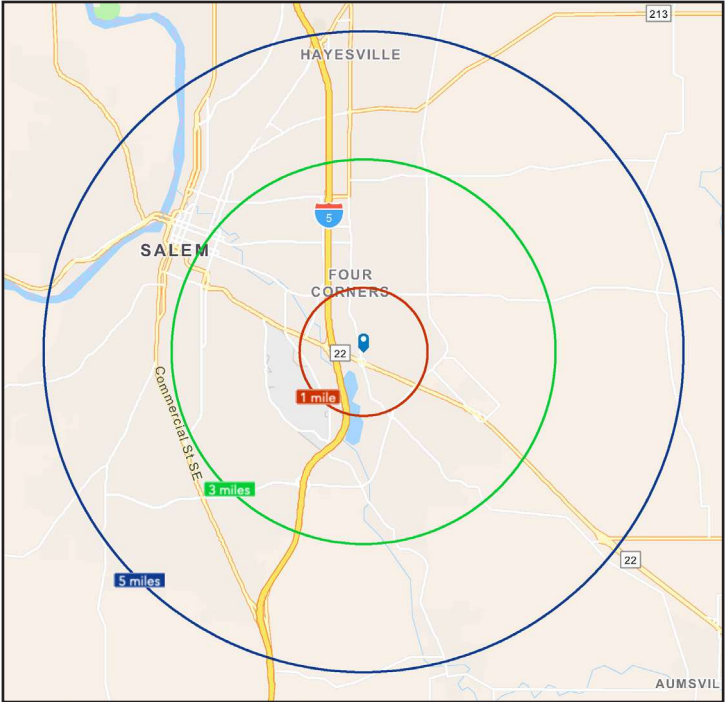 213
HAYESVILLE
5
SALEM
FOUR
CORNERS
22
1 mile
Commercial St SE
3 miles
22
5 miles
AUMSVIL